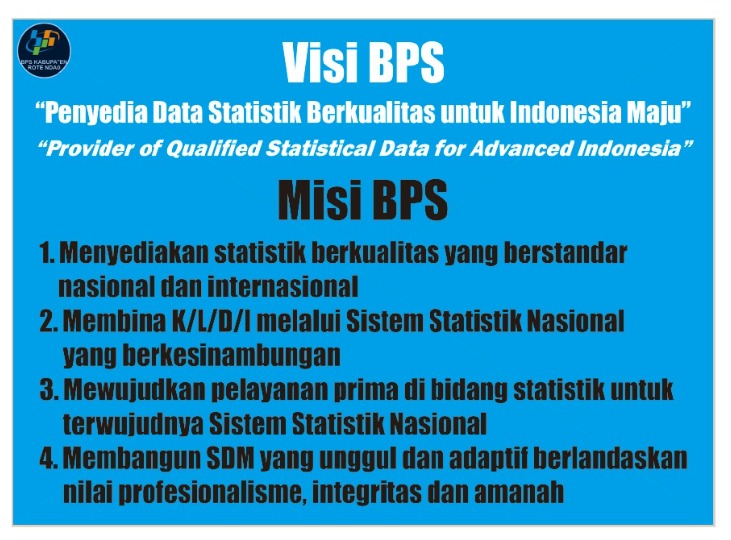 BPS KABUPATEN
ROTE NDAO
Visi BPS
“Penyedia Data Statistik Berkualitas untuk Indonesia Maju”
“Provider of Qualified Statistical Data for Advanced Indonesia”
Misi BPS
1. Menyediakan statistik berkualitas yang berstandar
nasional dan internasional
2. Membina K/L/D/I melalui Sistem Statistik Nasional
yang berkesinambungan
3. Mewujudkan pelayanan prima di bidang statistik untuk
terwujudnya Sistem Statistik Nasional
4. Membangun SDM yang unggul dan adaptif berlandaskan
nilai profesionalisme, integritas dan amanah